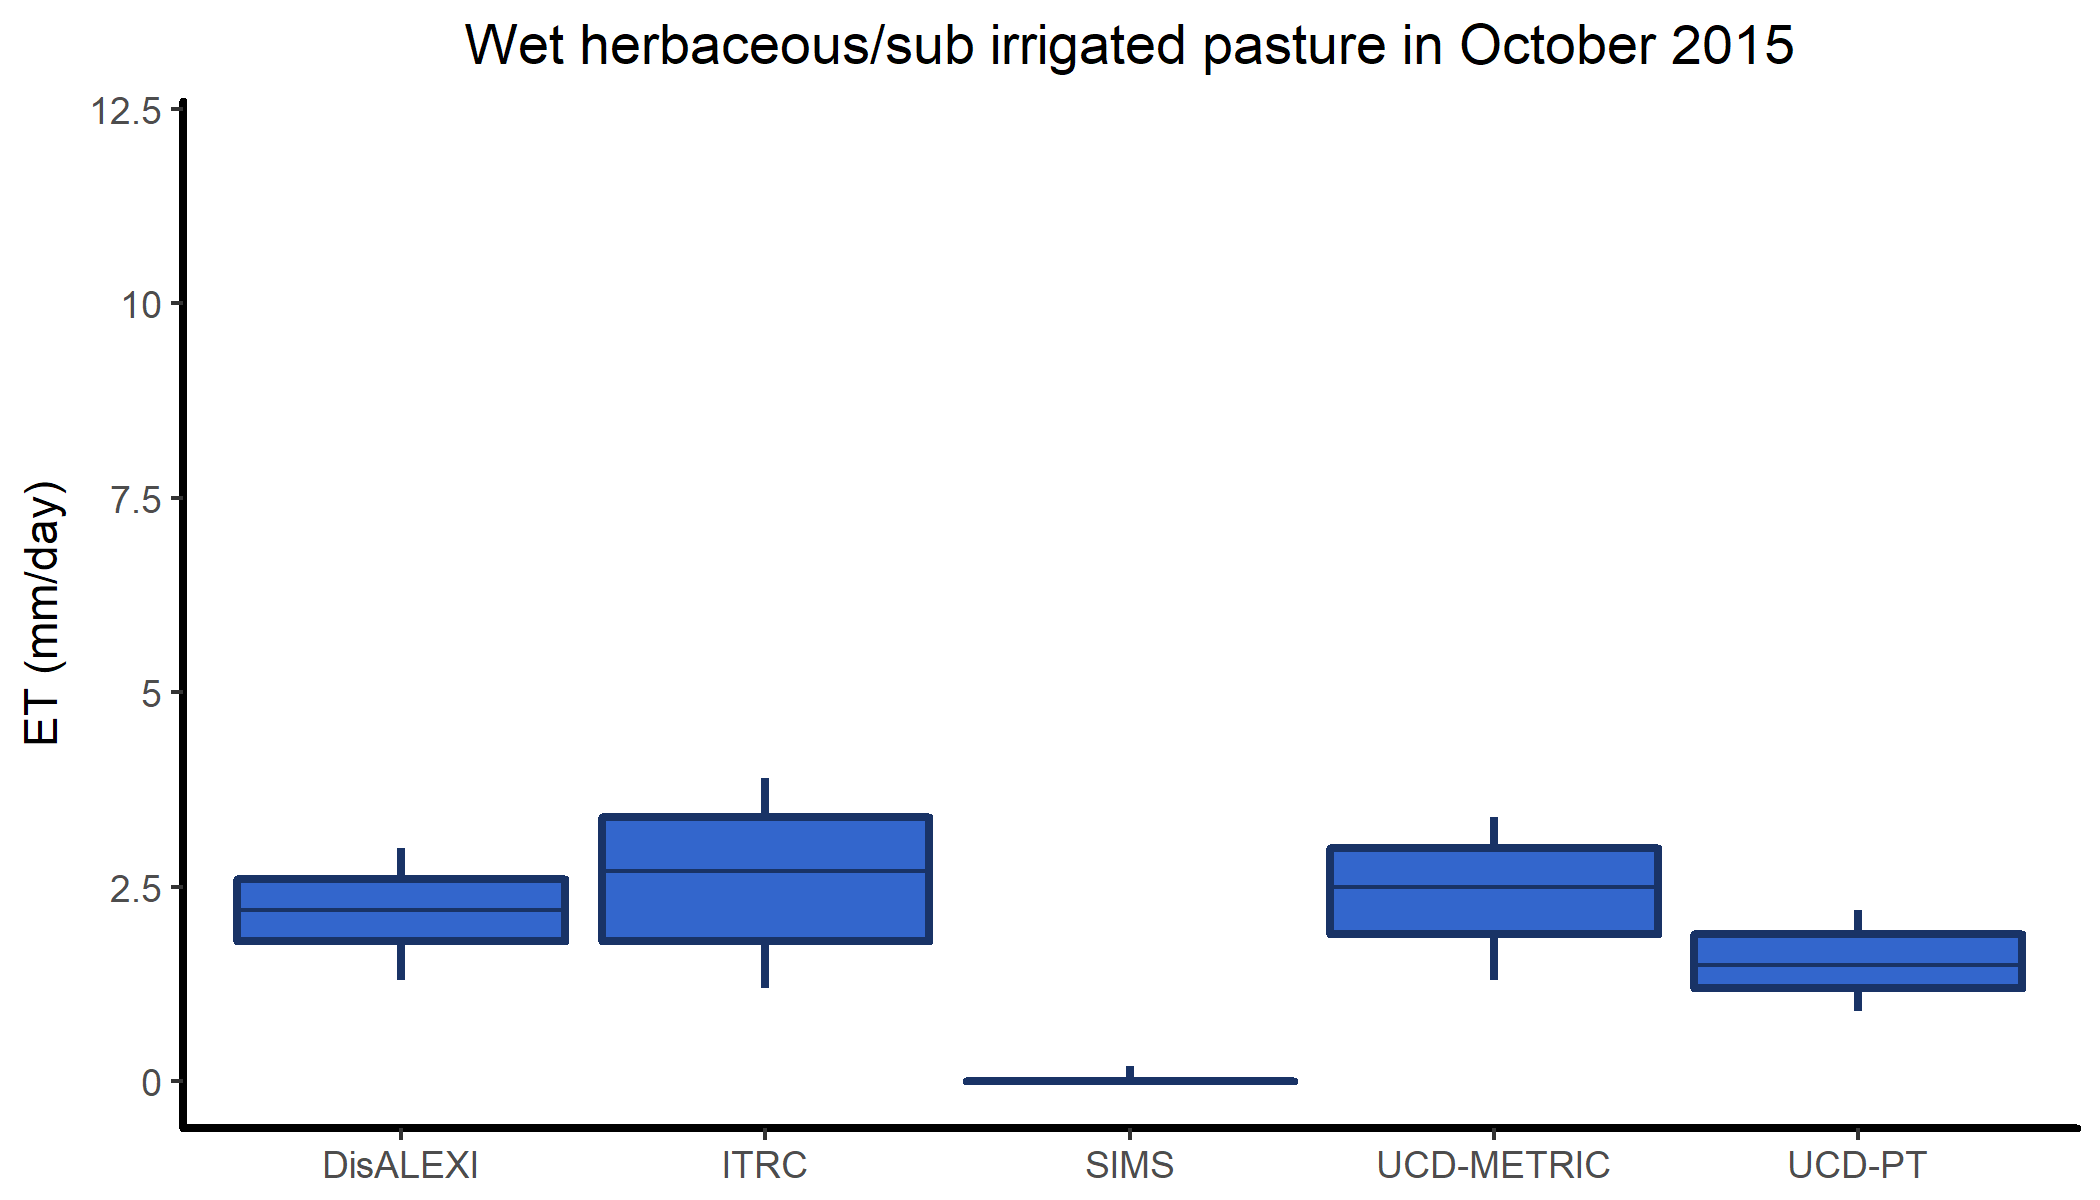 Wet herbaceous/sub irrigated pasture in October 2015
12.5
10
7.5
5
2.5
0
ET (mm/day)
DisALEXI ITRC SIMS UCD-METRIC UCD-PT